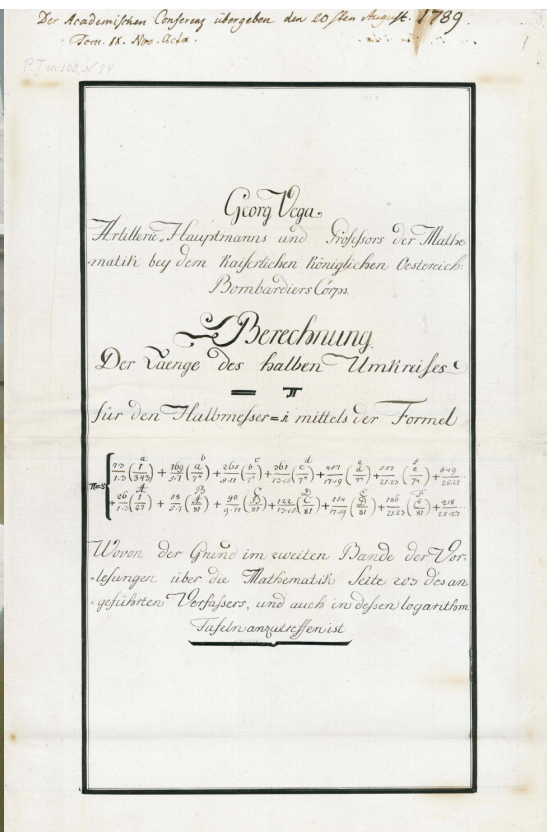 Der Academischen Conferenz übergeben den 20sten August. 1789.
Tom. IX. Nov. Acta.
1
Georg Vega.
Artillerie-Hauptmanns und Professors der Mathe-
-matik bey dem Kaiserlichen Königlichen Oestereich:
Bombardiers Corps.
Berechnung
Der Laenge des halben Umkreises
= π
für den Halbmesser = 1 mittels der Formel
Wovon der Grund im zweiten Bande der Vor-
-lesungen über die Mathematik Seite 203 des an
-geführten Verfassers, und auch in dessen logarithm
Tafeln anzutreffen ist